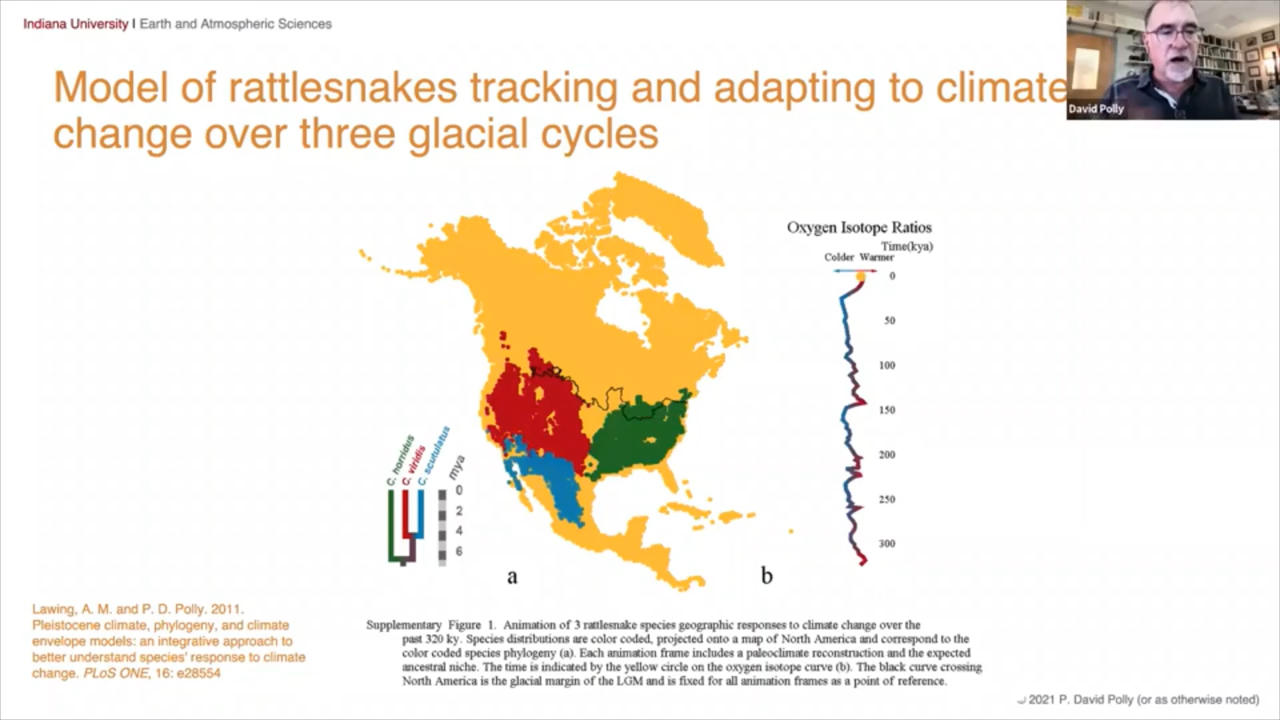 Indiana University | Earth and Atmospheric Sciences
Model of rattlesnakes tracking and adapting to climate
change over three glacial cycles
David Polly
Oxygen Isotope Ratios
Time(kya)
Colder Warmer
0
50
100
150
200
250
300
C. horridus
C. viridis
C. scutulatus
mya
0
2
4
6
a
b
Lawing, A. M. and P. D. Polly. 2011.
Pleistocene climate, phylogeny, and climate
envelope models: an integrative approach to
better understand species' response to climate
change. PLoS ONE, 16: e28554
Supplementary Figure 1. Animation of 3 rattlesnake species geographic responses to climate change over the
past 320 ky. Species distributions are color coded, projected onto a map of North America and correspond to the
color coded species phylogeny (a). Each animation frame includes a paleoclimate reconstruction and the expected
ancestral niche. The time is indicated by the yellow circle on the oxygen isotope curve (b). The black curve crossing
North America is the glacial margin of the LGM and is fixed for all animation frames as a point of reference.
© 2021 P. David Polly (or as otherwise noted)